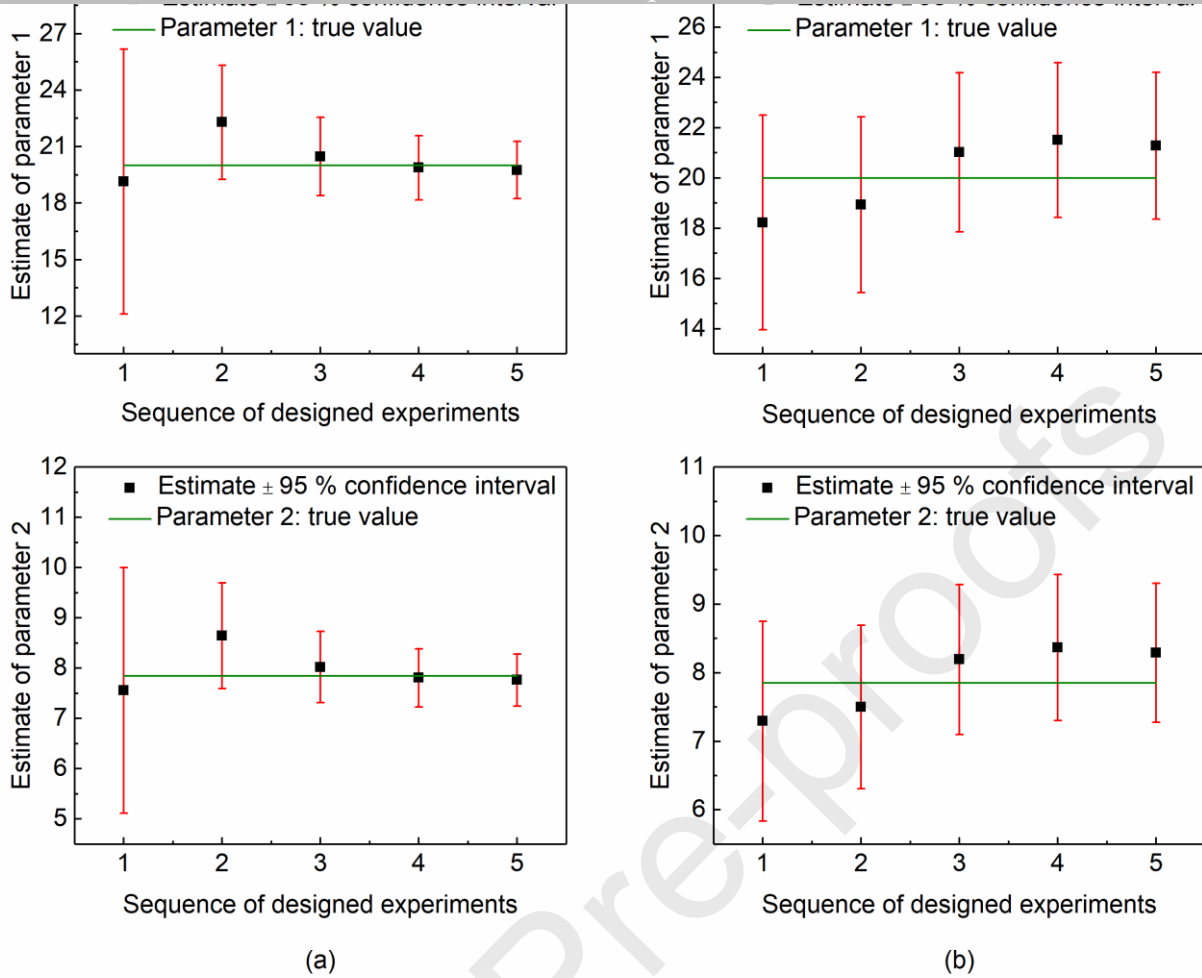 confidence interval
Parameter 1: true value
27
24
21
18
15
12
Estimate of parameter 1
1 2 3 4 5
Sequence of designed experiments
confidence interval
Parameter 1: true value
26
24
22
20
18
16
14
Estimate of parameter 1
1 2 3 4 5
Sequence of designed experiments
Estimate ± 95 % confidence interval
Parameter 2: true value
12
11
10
9
8
7
6
5
Estimate of parameter 2
1 2 3 4 5
Sequence of designed experiments
(a)
Estimate ± 95 % confidence interval
Parameter 2: true value
11
10
9
8
7
6
Estimate of parameter 2
1 2 3 4 5
Sequence of designed experiments
(b)
Pre-proofs